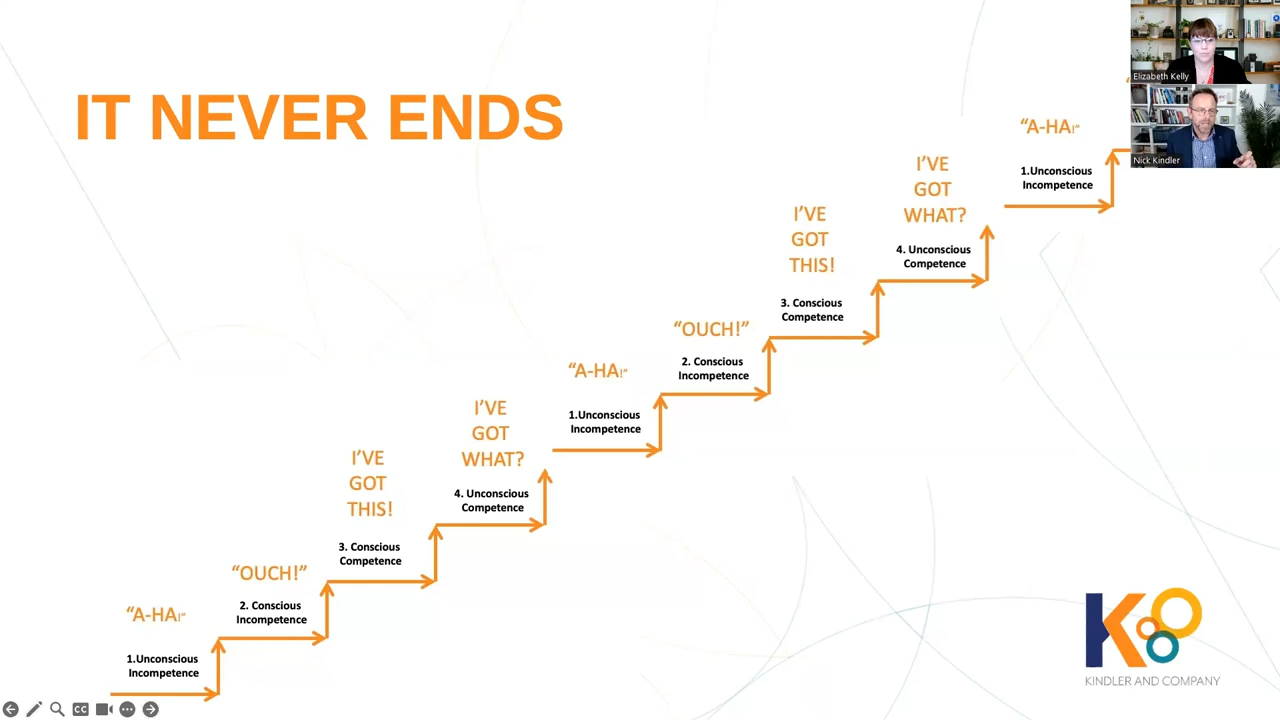 IT NEVER ENDS
Elizabeth Kelly
Nick Kindler
"A-HA!"
1.Unconscious
Incompetence
I'VE
GOT
WHAT?
4. Unconscious
Competence
I'VE
GOT
THIS!
3. Conscious
Competence
"OUCH!"
2. Conscious
Incompetence
"A-HA!"
1.Unconscious
Incompetence
I'VE
GOT
WHAT?
4. Unconscious
Competence
I'VE
GOT
THIS!
3. Conscious
Competence
"OUCH!"
2. Conscious
Incompetence
"A-HA!"
1.Unconscious
Incompetence
K
KINDLER AND COMPANY
CC